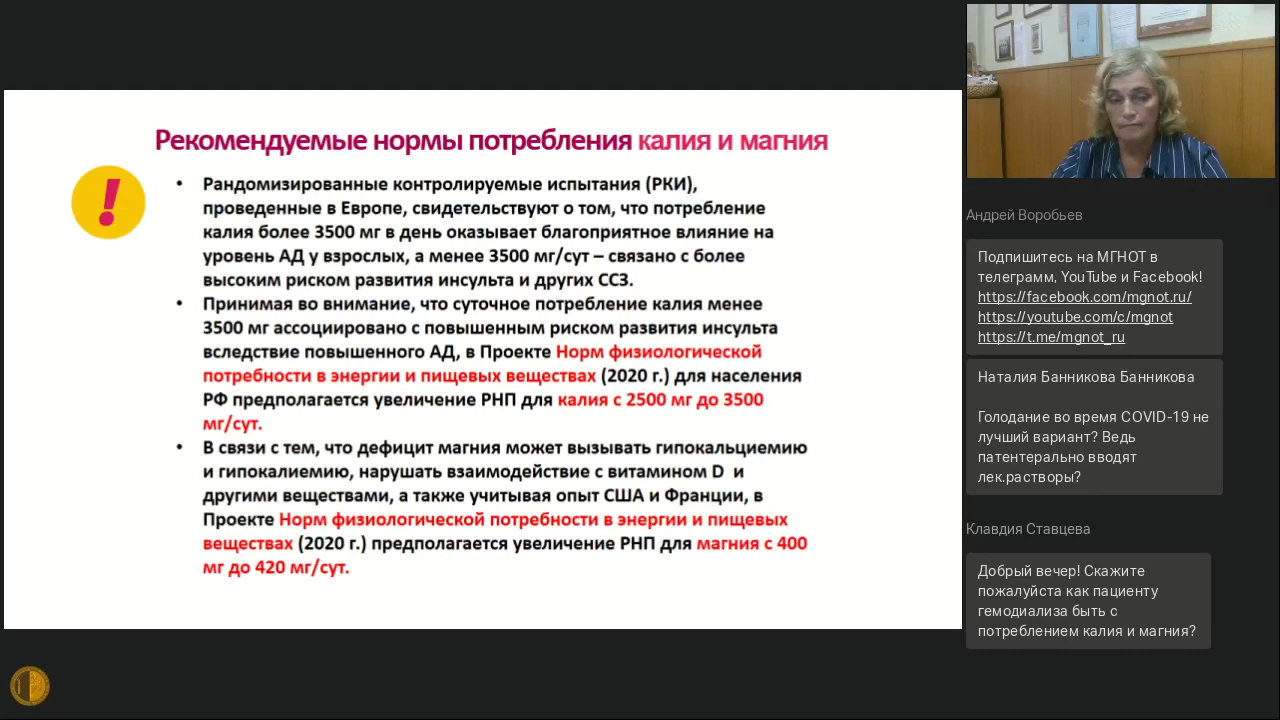 Рекомендуемые нормы потребления калия и магния
!
• Рандомизированные контролируемые испытания (РКИ),
проведенные в Европе, свидетельствуют о том, что потребление
калия более 3500 мг в день оказывает благоприятное влияние на
уровень АД у взрослых, а менее 3500 мг/сут – связано с более
высоким риском развития инсульта и других ССЗ.
• Принимая во внимание, что суточное потребление калия менее
3500 мг ассоциировано с повышенным риском развития инсульта
вследствие повышенного АД, в Проекте Норм физиологической
потребности в энергии и пищевых веществах (2020 г.) для населения
РФ предполагается увеличение РНП для калия с 2500 мг до 3500
мг/сут.
• В связи с тем, что дефицит магния может вызывать гипокальциемию
и гипокалиемию, нарушать взаимодействие с витамином D и
другими веществами, а также учитывая опыт США и Франции, в
Проекте Норм физиологической потребности в энергии и пищевых
веществах (2020 г.) предполагается увеличение РНП для магния с 400
мг до 420 мг/сут.
Андрей Воробьев
Подпишитесь на МГНОТ в
телеграмм, YouTube и Facebook!
https://facebook.com/mgnot.ru/
https://youtube.com/c/mgnot
https://t.me/mgnot_ru
Наталия Банникова Банникова
Голодание во время COVID-19 не
лучший вариант? Ведь
патентерально вводят
лек.растворы?
Клавдия Ставцева
Добрый вечер! Скажите
пожалуйста как пациенту
гемодиализа быть с
потреблением калия и магния?